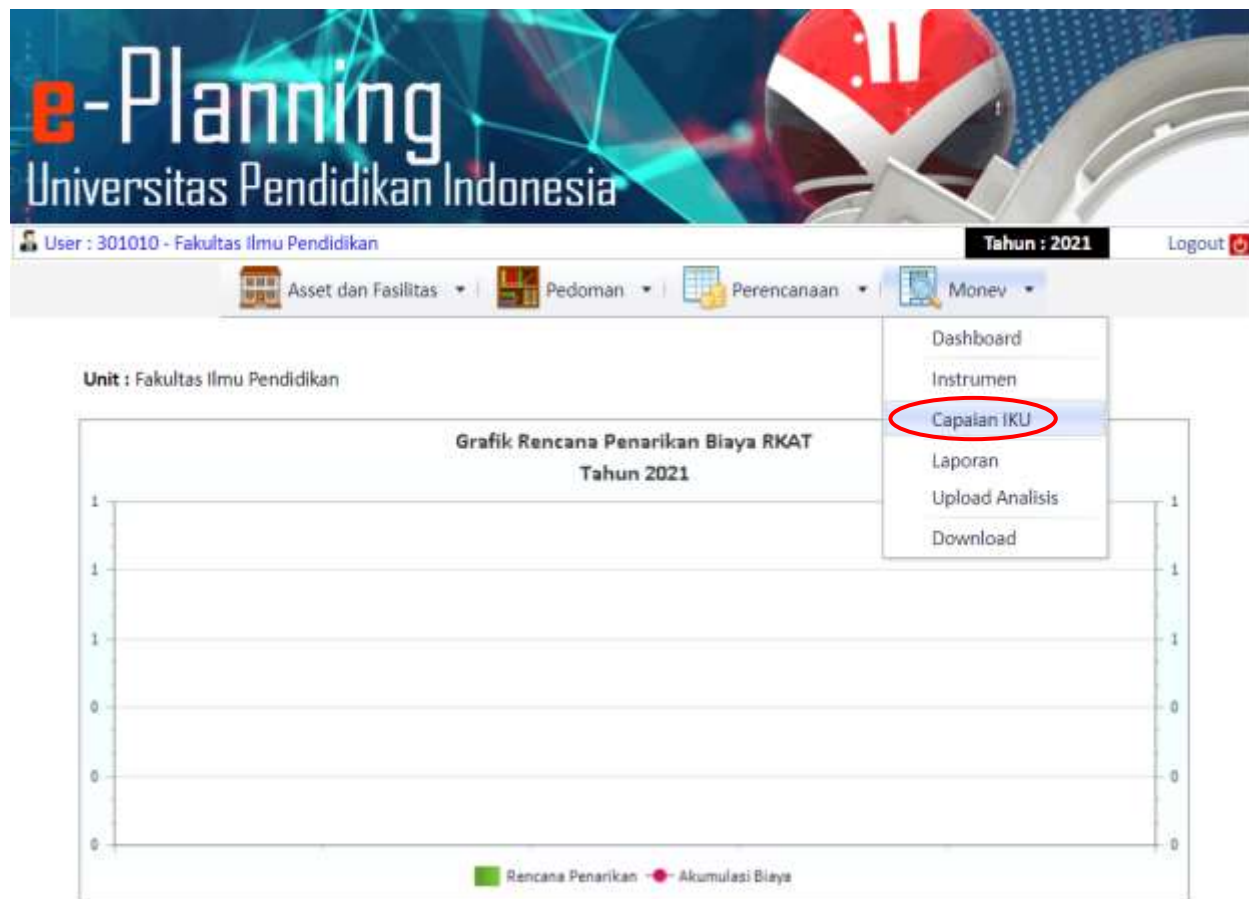 e-Planning
Universitas Pendidikan Indonesia
User : 301010 - Fakultas Ilmu Pendidikan
Tahun : 2021
Logout
Asset dan Fasilitas
Pedoman
Perencanaan
Monev
Dashboard
Instrumen
Capaian IKU
Laporan
Upload Analisis
Download
Unit : Fakultas Ilmu Pendidikan
Grafik Rencana Penarikan Biaya RKAT
Tahun 2021
1 1
1 1
1 1
0 0
0 0
0 0
Rencana Penarikan Akumulasi Biaya